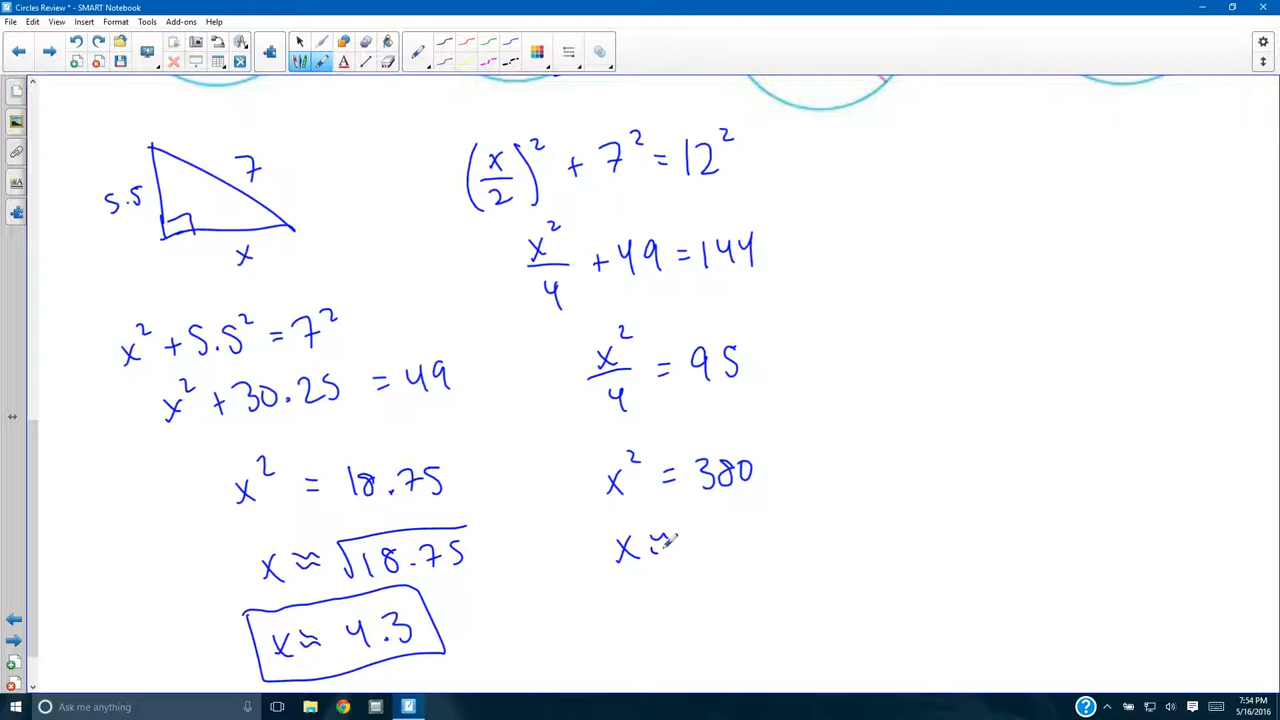 Circles Review * - SMART Notebook
File Edit View Insert Format Tools Add-ons Help
7
5.5
x
x² + 5.5² = 7²
x² + 30.25 = 49
x² = 18.75
x ≈ √18.75
x ≈ 4.3
(x/2)² + 7² = 12²
x²/4 + 49 = 144
x²/4 = 95
x² = 380
x ≈
Ask me anything
7:54 PM
5/16/2016